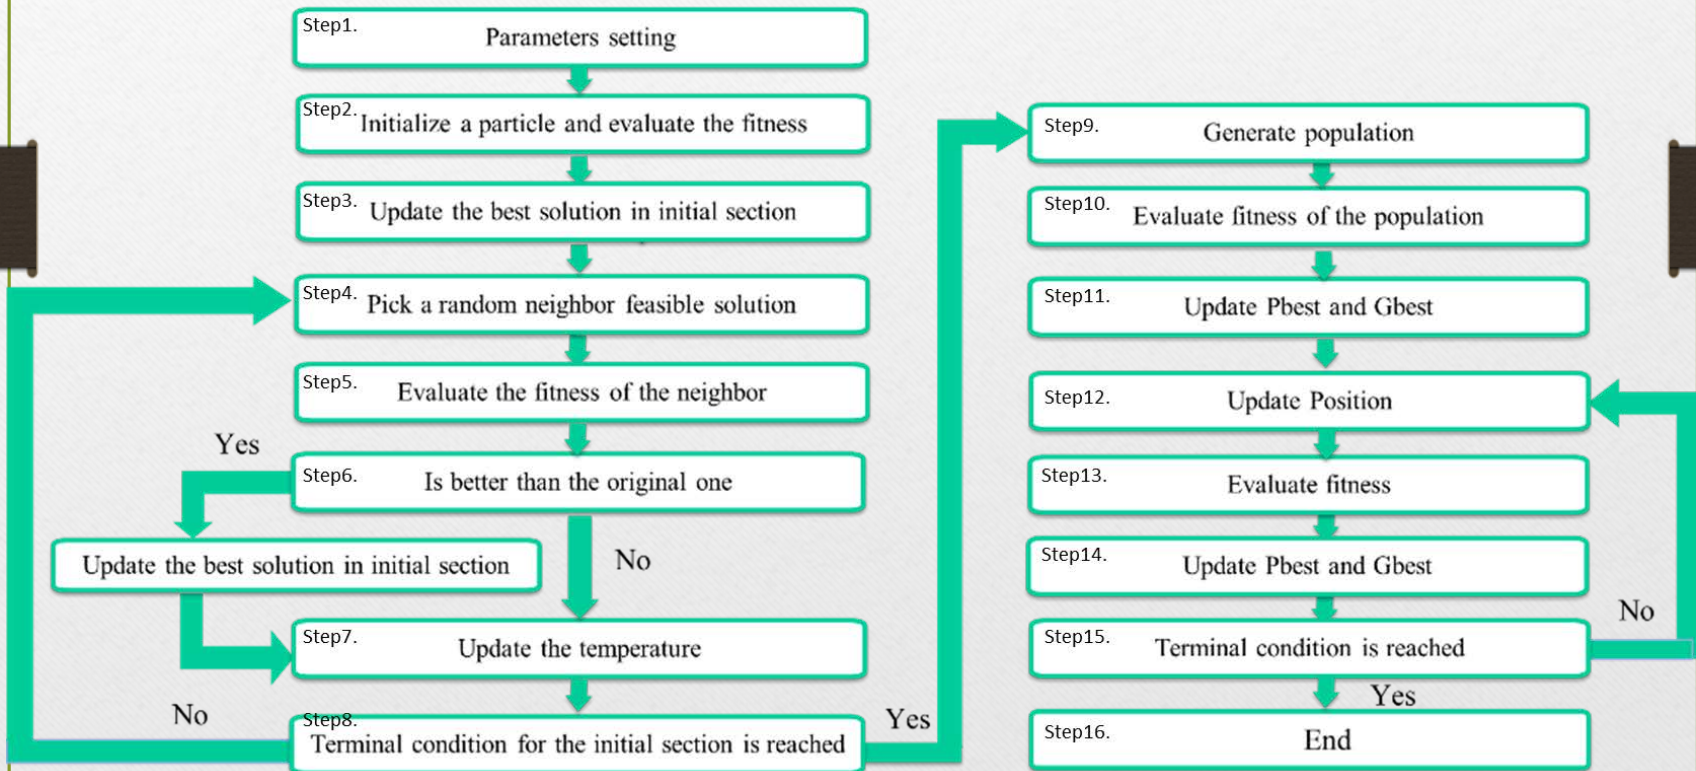 Step1. Parameters setting
Step2. Initialize a particle and evaluate the fitness
Step3. Update the best solution in initial section
Step4. Pick a random neighbor feasible solution
Step5. Evaluate the fitness of the neighbor
Yes
Step6. Is better than the original one
Update the best solution in initial section
No
Step7. Update the temperature
No
Step8.
Terminal condition for the initial section is reached
Yes
Step9. Generate population
Step10. Evaluate fitness of the population
Step11. Update Pbest and Gbest
Step12. Update Position
Step13. Evaluate fitness
Step14. Update Pbest and Gbest
No
Step15. Terminal condition is reached
Yes
Step16. End